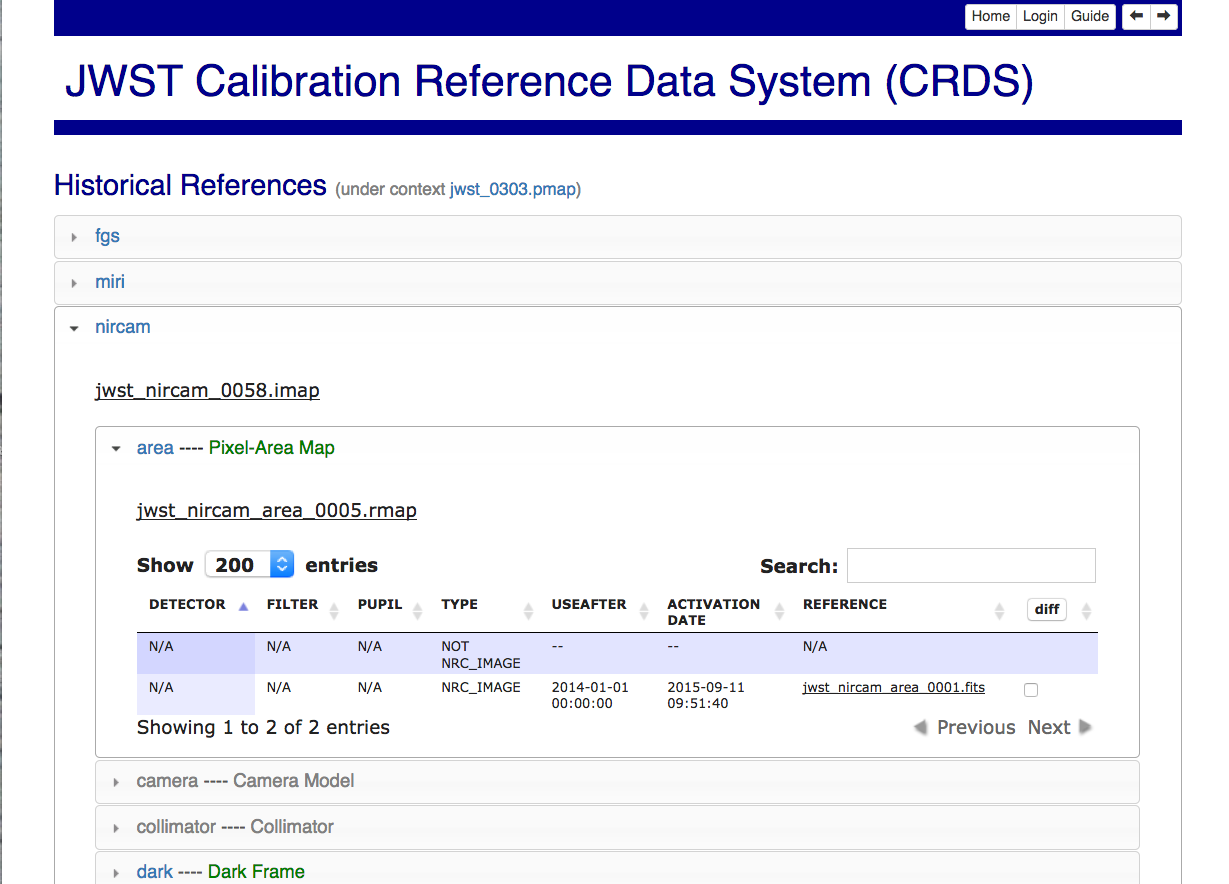 Home Login Guide
JWST Calibration Reference Data System (CRDS)
Historical References (under context jwst_0303.pmap)
fgs
miri
nircam
jwst_nircam_0058.imap
area ---- Pixel-Area Map
jwst_nircam_area_0005.rmap
Show 200 entries Search:
DETECTOR FILTER PUPIL TYPE USEAFTER ACTIVATION DATE REFERENCE diff
N/A N/A N/A NOT NRC_IMAGE -- -- N/A
N/A N/A N/A NRC_IMAGE 2014-01-01 00:00:00 2015-09-11 09:51:40 jwst_nircam_area_0001.fits
Showing 1 to 2 of 2 entries Previous Next
camera ---- Camera Model
collimator ---- Collimator
dark ---- Dark Frame